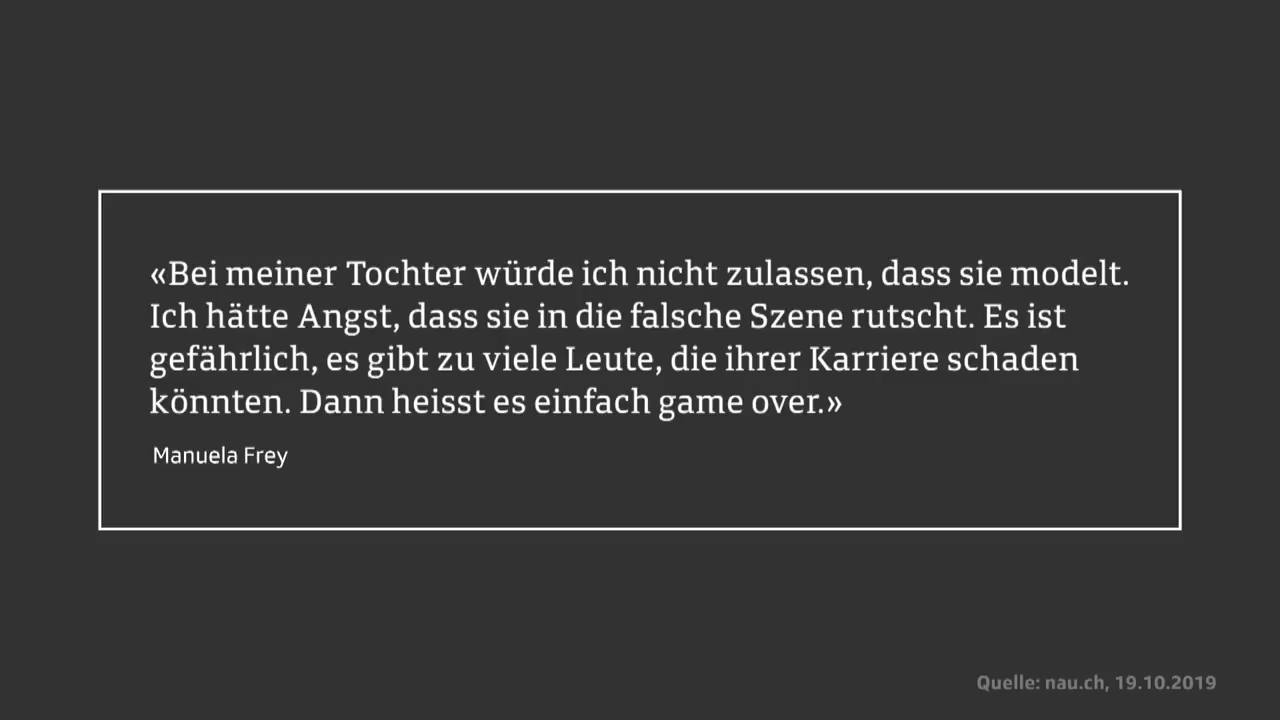 «Bei meiner Tochter würde ich nicht zulassen, dass sie modelt.
Ich hätte Angst, dass sie in die falsche Szene rutscht. Es ist
gefährlich, es gibt zu viele Leute, die ihrer Karriere schaden
könnten. Dann heisst es einfach game over.»
Manuela Frey
Quelle: nau.ch, 19.10.2019